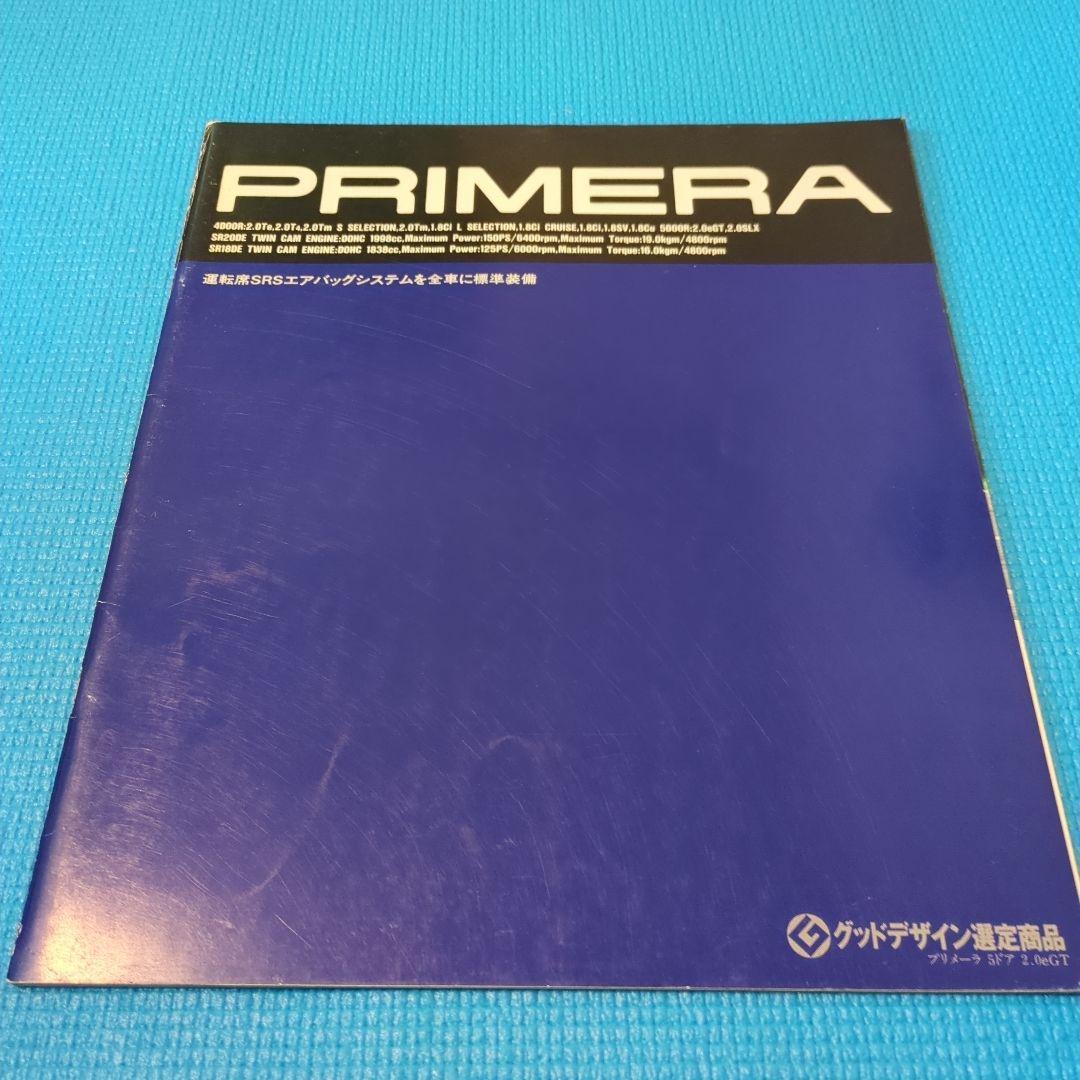 PRIMERA
4DOOR:2.0Te,2.0T4,2.0Tm S SELECTION,2.0Tm,1.8Ci L SELECTION,1.8Ci CRUISE,1.8Ci,1.8SV,1.8Cu 5DOOR:2.0eGT,2.0SLX
SR20DE TWIN CAM ENGINE:DOHC 1998cc,Maximum Power:150PS/6400rpm,Maximum Torque:19.0kgm/4800rpm
SR18DE TWIN CAM ENGINE:DOHC 1838cc,Maximum Power:125PS/6000rpm,Maximum Torque:16.0kgm/4800rpm
運転席SRSエアバッグシステムを全車に標準装備
グッドデザイン選定商品
プリメーラ 5ドア 2.0eGT